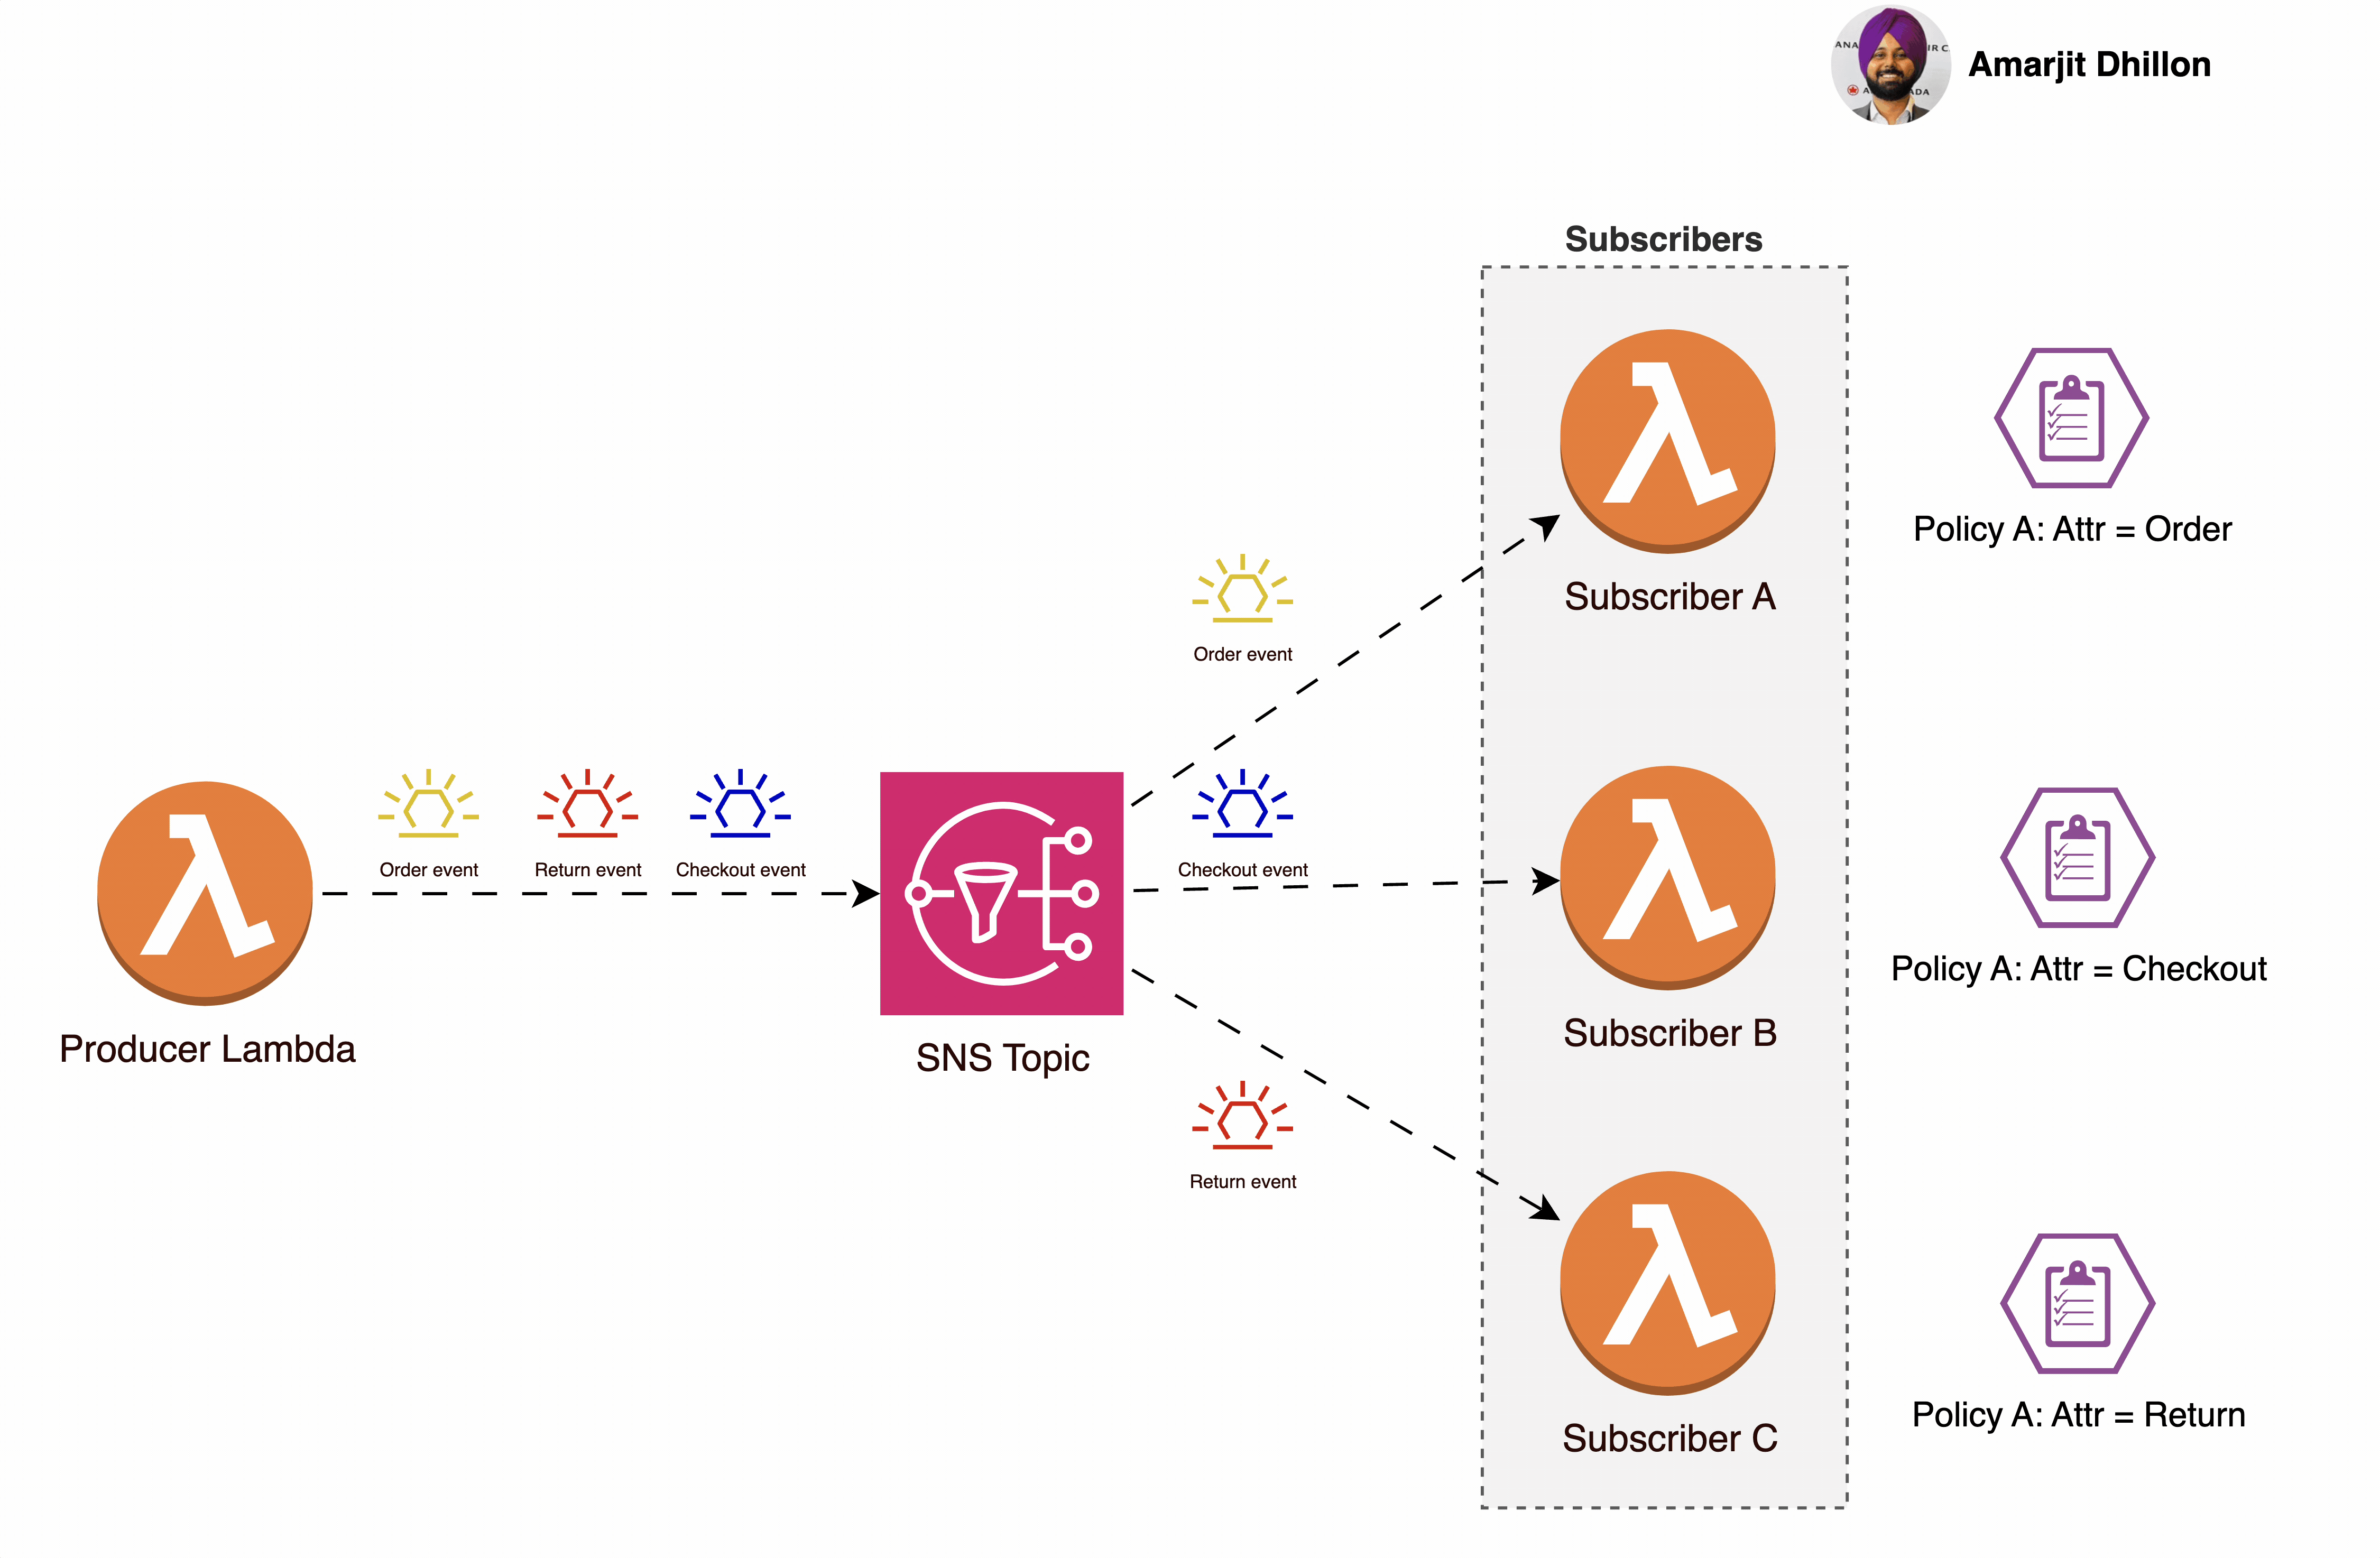 Amarjit Dhillon
Subscribers
Policy A: Attr = Order
Subscriber A
Order event
Order event
Return event
Checkout event
Checkout event
Policy A: Attr = Checkout
Subscriber B
Producer Lambda
SNS Topic
Return event
Policy A: Attr = Return
Subscriber C